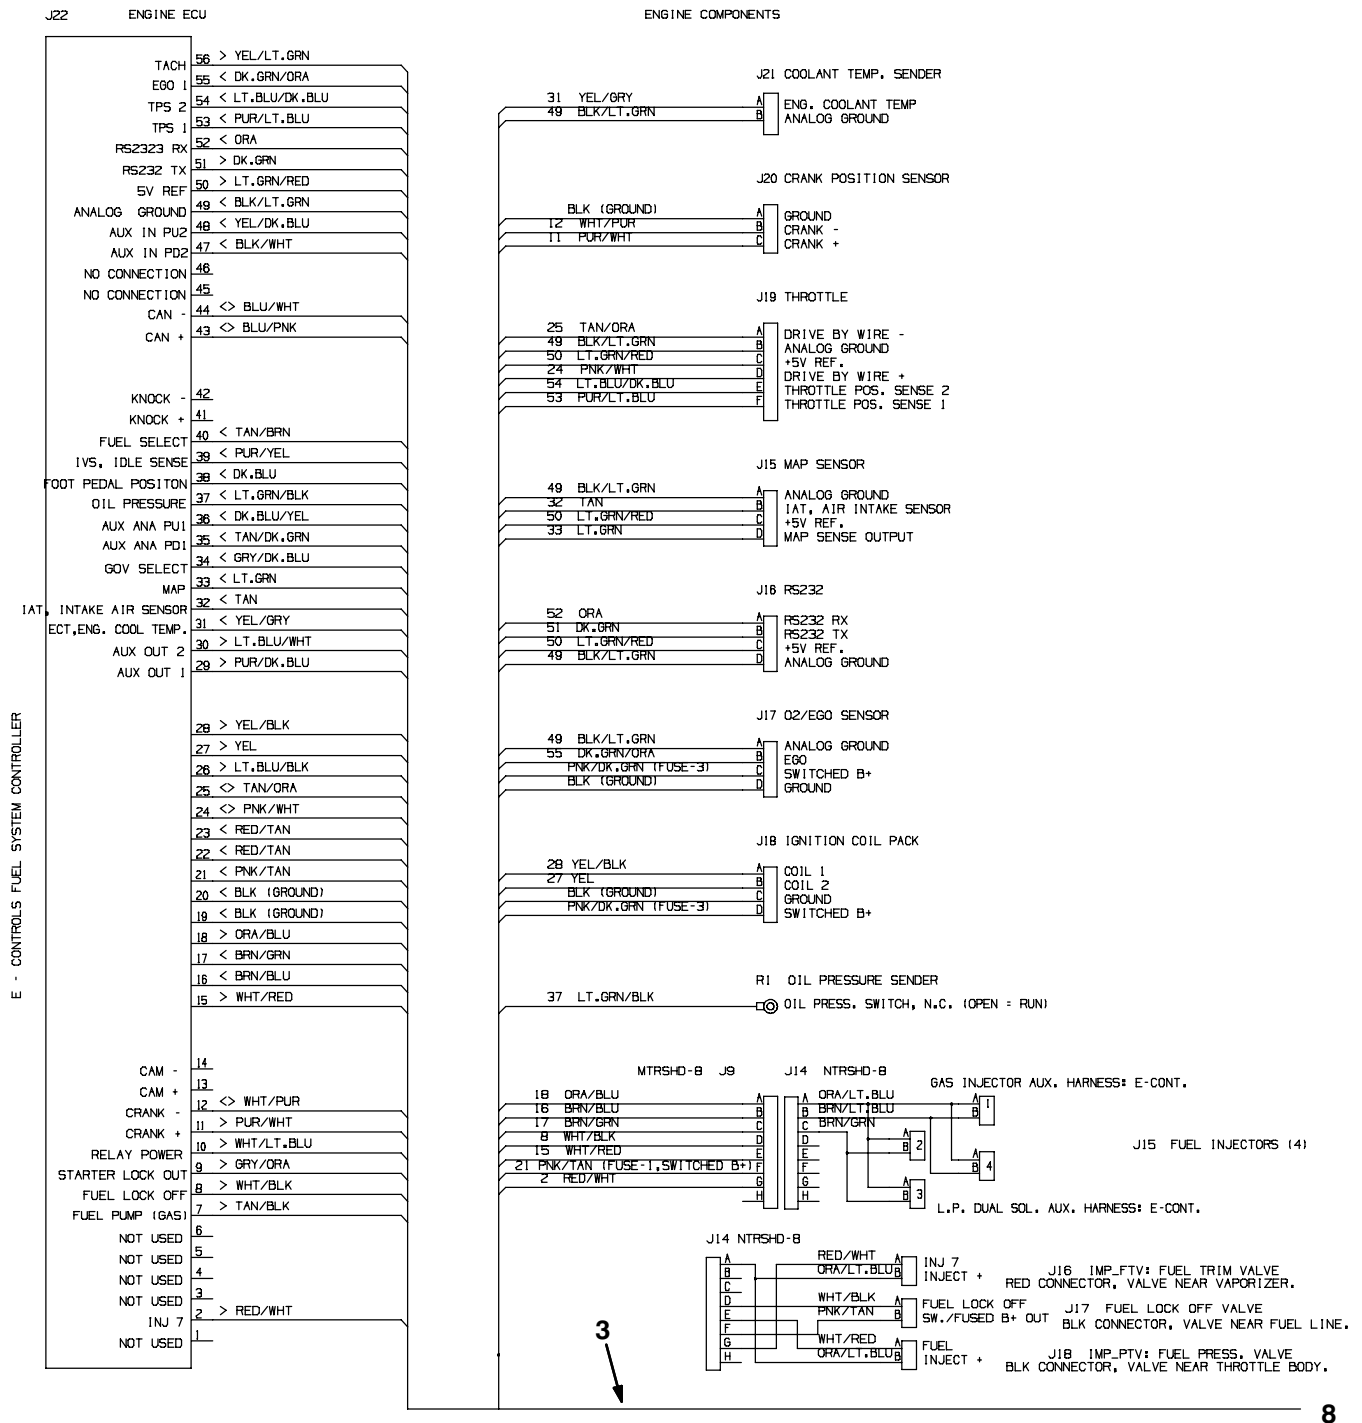 J22 ENGINE ECU
ENGINE COMPONENTS
E - CONTROLS FUEL SYSTEM CONTROLLER
TACH 56 > YEL/LT.GRN
EGO 1 55 < DK.GRN/ORA
TPS 2 54 < LT.BLU/DK.BLU
TPS 1 53 < PUR/LT.BLU
RS2323 RX 52 < ORA
RS232 TX 51 > DK.GRN
5V REF 50 > LT.GRN/RED
ANALOG GROUND 49 < BLK/LT.GRN
AUX IN PU2 48 < YEL/DK.BLU
AUX IN PD2 47 < BLK/WHT
NO CONNECTION 46
NO CONNECTION 45
CAN - 44 <> BLU/WHT
CAN + 43 <> BLU/PNK
KNOCK - 42
KNOCK + 41
FUEL SELECT 40 < TAN/BRN
IVS, IDLE SENSE 39 < PUR/YEL
FOOT PEDAL POSITON 38 < DK.BLU
OIL PRESSURE 37 < LT.GRN/BLK
AUX ANA PU1 36 < DK.BLU/YEL
AUX ANA PD1 35 < TAN/DK.GRN
GOV SELECT 34 < GRY/DK.BLU
MAP 33 < LT.GRN
IAT, INTAKE AIR SENSOR 32 < TAN
ECT,ENG. COOL TEMP. 31 < YEL/GRY
AUX OUT 2 30 > LT.BLU/WHT
AUX OUT 1 29 > PUR/DK.BLU
28 > YEL/BLK
27 > YEL
26 > LT.BLU/BLK
25 <> TAN/ORA
24 <> PNK/WHT
23 < RED/TAN
22 < RED/TAN
21 < PNK/TAN
20 < BLK (GROUND)
19 < BLK (GROUND)
18 > ORA/BLU
17 < BRN/GRN
16 < BRN/BLU
15 > WHT/RED
CAM - 14
CAM + 13
CRANK - 12 <> WHT/PUR
CRANK + 11 > PUR/WHT
RELAY POWER 10 > WHT/LT.BLU
STARTER LOCK OUT 9 > GRY/ORA
FUEL LOCK OFF 8 > WHT/BLK
FUEL PUMP (GAS) 7 > TAN/BLK
NOT USED 6
NOT USED 5
NOT USED 4
NOT USED 3
INJ 7 2 > RED/WHT
NOT USED 1
J21 COOLANT TEMP. SENDER
31 YEL/GRY A ENG. COOLANT TEMP
49 BLK/LT.GRN B ANALOG GROUND
J20 CRANK POSITION SENSOR
BLK (GROUND) A GROUND
12 WHT/PUR B CRANK -
11 PUR/WHT C CRANK +
J19 THROTTLE
25 TAN/ORA A DRIVE BY WIRE -
49 BLK/LT.GRN B ANALOG GROUND
50 LT.GRN/RED C +5V REF.
24 PNK/WHT D DRIVE BY WIRE +
54 LT.BLU/DK.BLU E THROTTLE POS. SENSE 2
53 PUR/LT.BLU F THROTTLE POS. SENSE 1
J15 MAP SENSOR
49 BLK/LT.GRN A ANALOG GROUND
32 TAN B IAT, AIR INTAKE SENSOR
50 LT.GRN/RED C +5V REF.
33 LT.GRN D MAP SENSE OUTPUT
J16 RS232
52 ORA A RS232 RX
51 DK.GRN B RS232 TX
50 LT.GRN/RED C +5V REF.
49 BLK/LT.GRN D ANALOG GROUND
J17 O2/EGO SENSOR
49 BLK/LT.GRN A ANALOG GROUND
55 DK.GRN/ORA B EGO
PNK/DK.GRN (FUSE-3) C SWITCHED B+
BLK (GROUND) D GROUND
J18 IGNITION COIL PACK
28 YEL/BLK A COIL 1
27 YEL B COIL 2
BLK (GROUND) C GROUND
PNK/DK.GRN (FUSE-3) D SWITCHED B+
R1 OIL PRESSURE SENDER
37 LT.GRN/BLK OIL PRESS. SWITCH, N.C. (OPEN = RUN)
MTRSHD-8 J9 J14 NTRSHD-8
18 ORA/BLU A A ORA/LT.BLU
16 BRN/BLU B B BRN/LT.BLU
17 BRN/GRN C C BRN/GRN
8 WHT/BLK D D
15 WHT/RED E E
21 PNK/TAN (FUSE-1,SWITCHED B+) F F
2 RED/WHT G G
H H
GAS INJECTOR AUX. HARNESS: E-CONT.
A B 1
A B 2
A B 4
A B 3
J15 FUEL INJECTORS (4)
L.P. DUAL SOL. AUX. HARNESS: E-CONT.
J14 NTRSHD-8
A
B
C
D
E
F
G
H
RED/WHT A INJ 7
ORA/LT.BLU B INJECT +
J16 IMP_FTV: FUEL TRIM VALVE
RED CONNECTOR, VALVE NEAR VAPORIZER.
WHT/BLK A FUEL LOCK OFF
PNK/TAN B SW./FUSED B+ OUT
J17 FUEL LOCK OFF VALVE
BLK CONNECTOR, VALVE NEAR FUEL LINE.
WHT/RED A FUEL
ORA/LT.BLU B INJECT +
J18 IMP_PTV: FUEL PRESS. VALVE
BLK CONNECTOR, VALVE NEAR THROTTLE BODY.
3
8